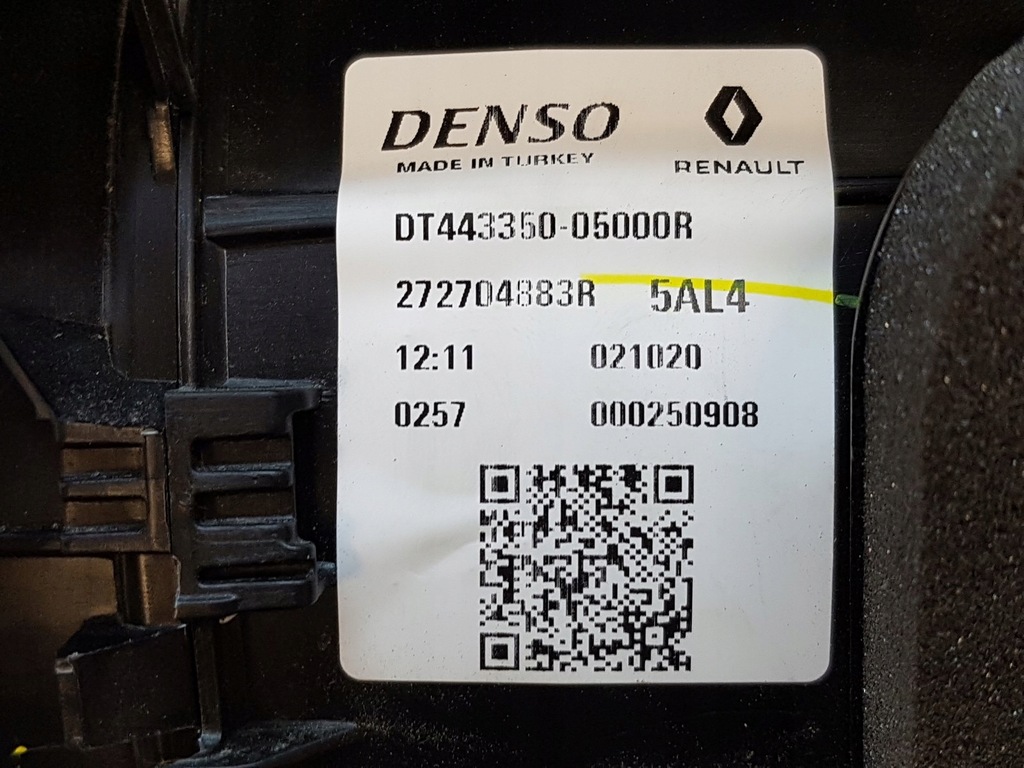 DENSO
MADE IN TURKEY
RENAULT
DT443350-05000R
272704883R 5AL4
12:11 021020
0257 000250908